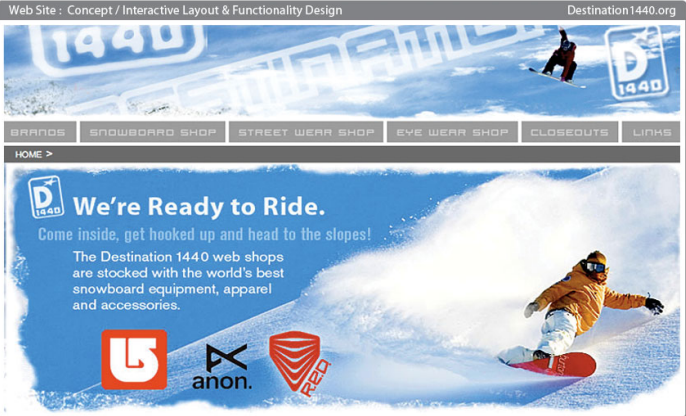 Web Site : Concept / Interactive Layout & Functionality Design
Destination1440.org
1440
DESTINATION
D
1440
BRANDS
SNOWBOARD SHOP
STREET WEAR SHOP
EYE WEAR SHOP
CLOSEOUTS
LINKS
HOME >
D
1440
We're Ready to Ride.
Come inside, get hooked up and head to the slopes!
The Destination 1440 web shops
are stocked with the world's best
snowboard equipment, apparel
and accessories.
anon.
RED